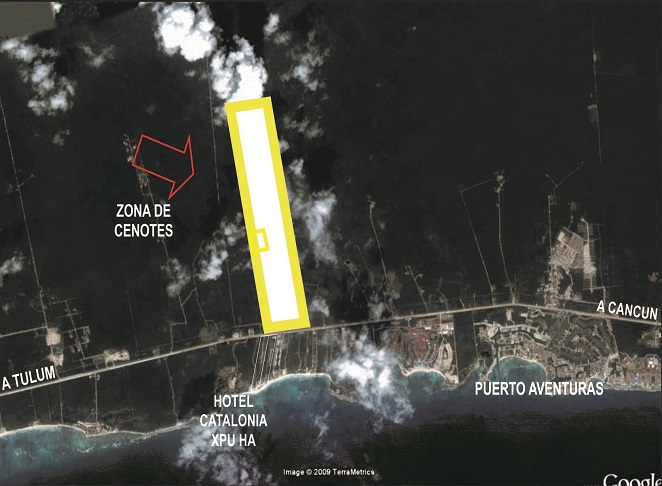 ZONA DE
CENOTES
A CANCUN
A TULUM
PUERTO AVENTURAS
HOTEL
CATALONIA
XPU HA
Image © 2009 TerraMetrics
Google